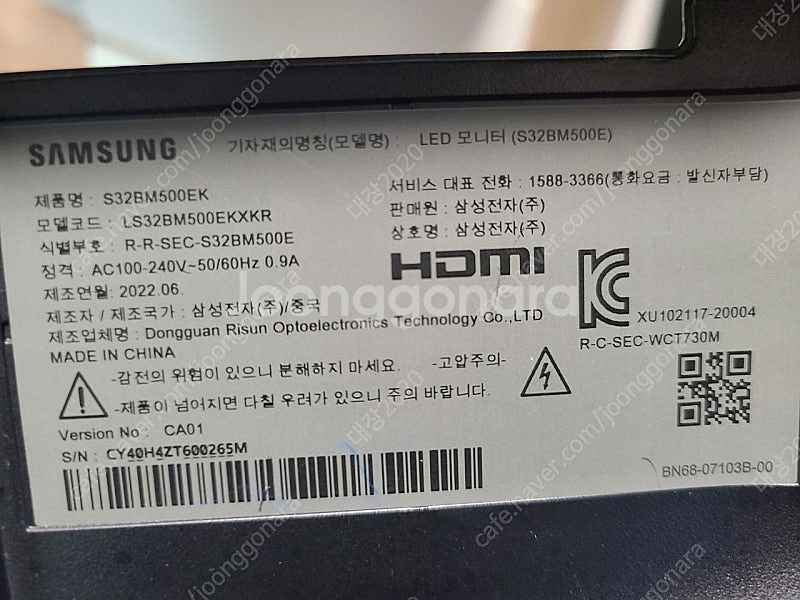 SAMSUNG 기자재의명칭(모델명) : LED 모니터 (S32BM500E)
제품명 : S32BM500EK
모델코드 : LS32BM500EKXKR
식별부호 : R-R-SEC-S32BM500E
정격 : AC100-240V~50/60Hz 0.9A
제조연월: 2022.06.
제조자 / 제조국가 : 삼성전자(주)/중국
제조업체명 : Dongguan Risun Optoelectronics Technology Co.,LTD
MADE IN CHINA
서비스 대표 전화 : 1588-3366(통화요금 : 발신자부담)
판매원 : 삼성전자(주)
상호명 : 삼성전자(주)
HDMI
XU102117-20004
R-C-SEC-WCT730M
-감전의 위험이 있으니 분해하지 마세요. -고압주의-
-제품이 넘어지면 다칠 우려가 있으니 주의 바랍니다.
Version No : CA01
S/N : CY40H4ZT600265M
BN68-07103B-00
joonggonara
대장2020
cafe.naver.com/joonggonara